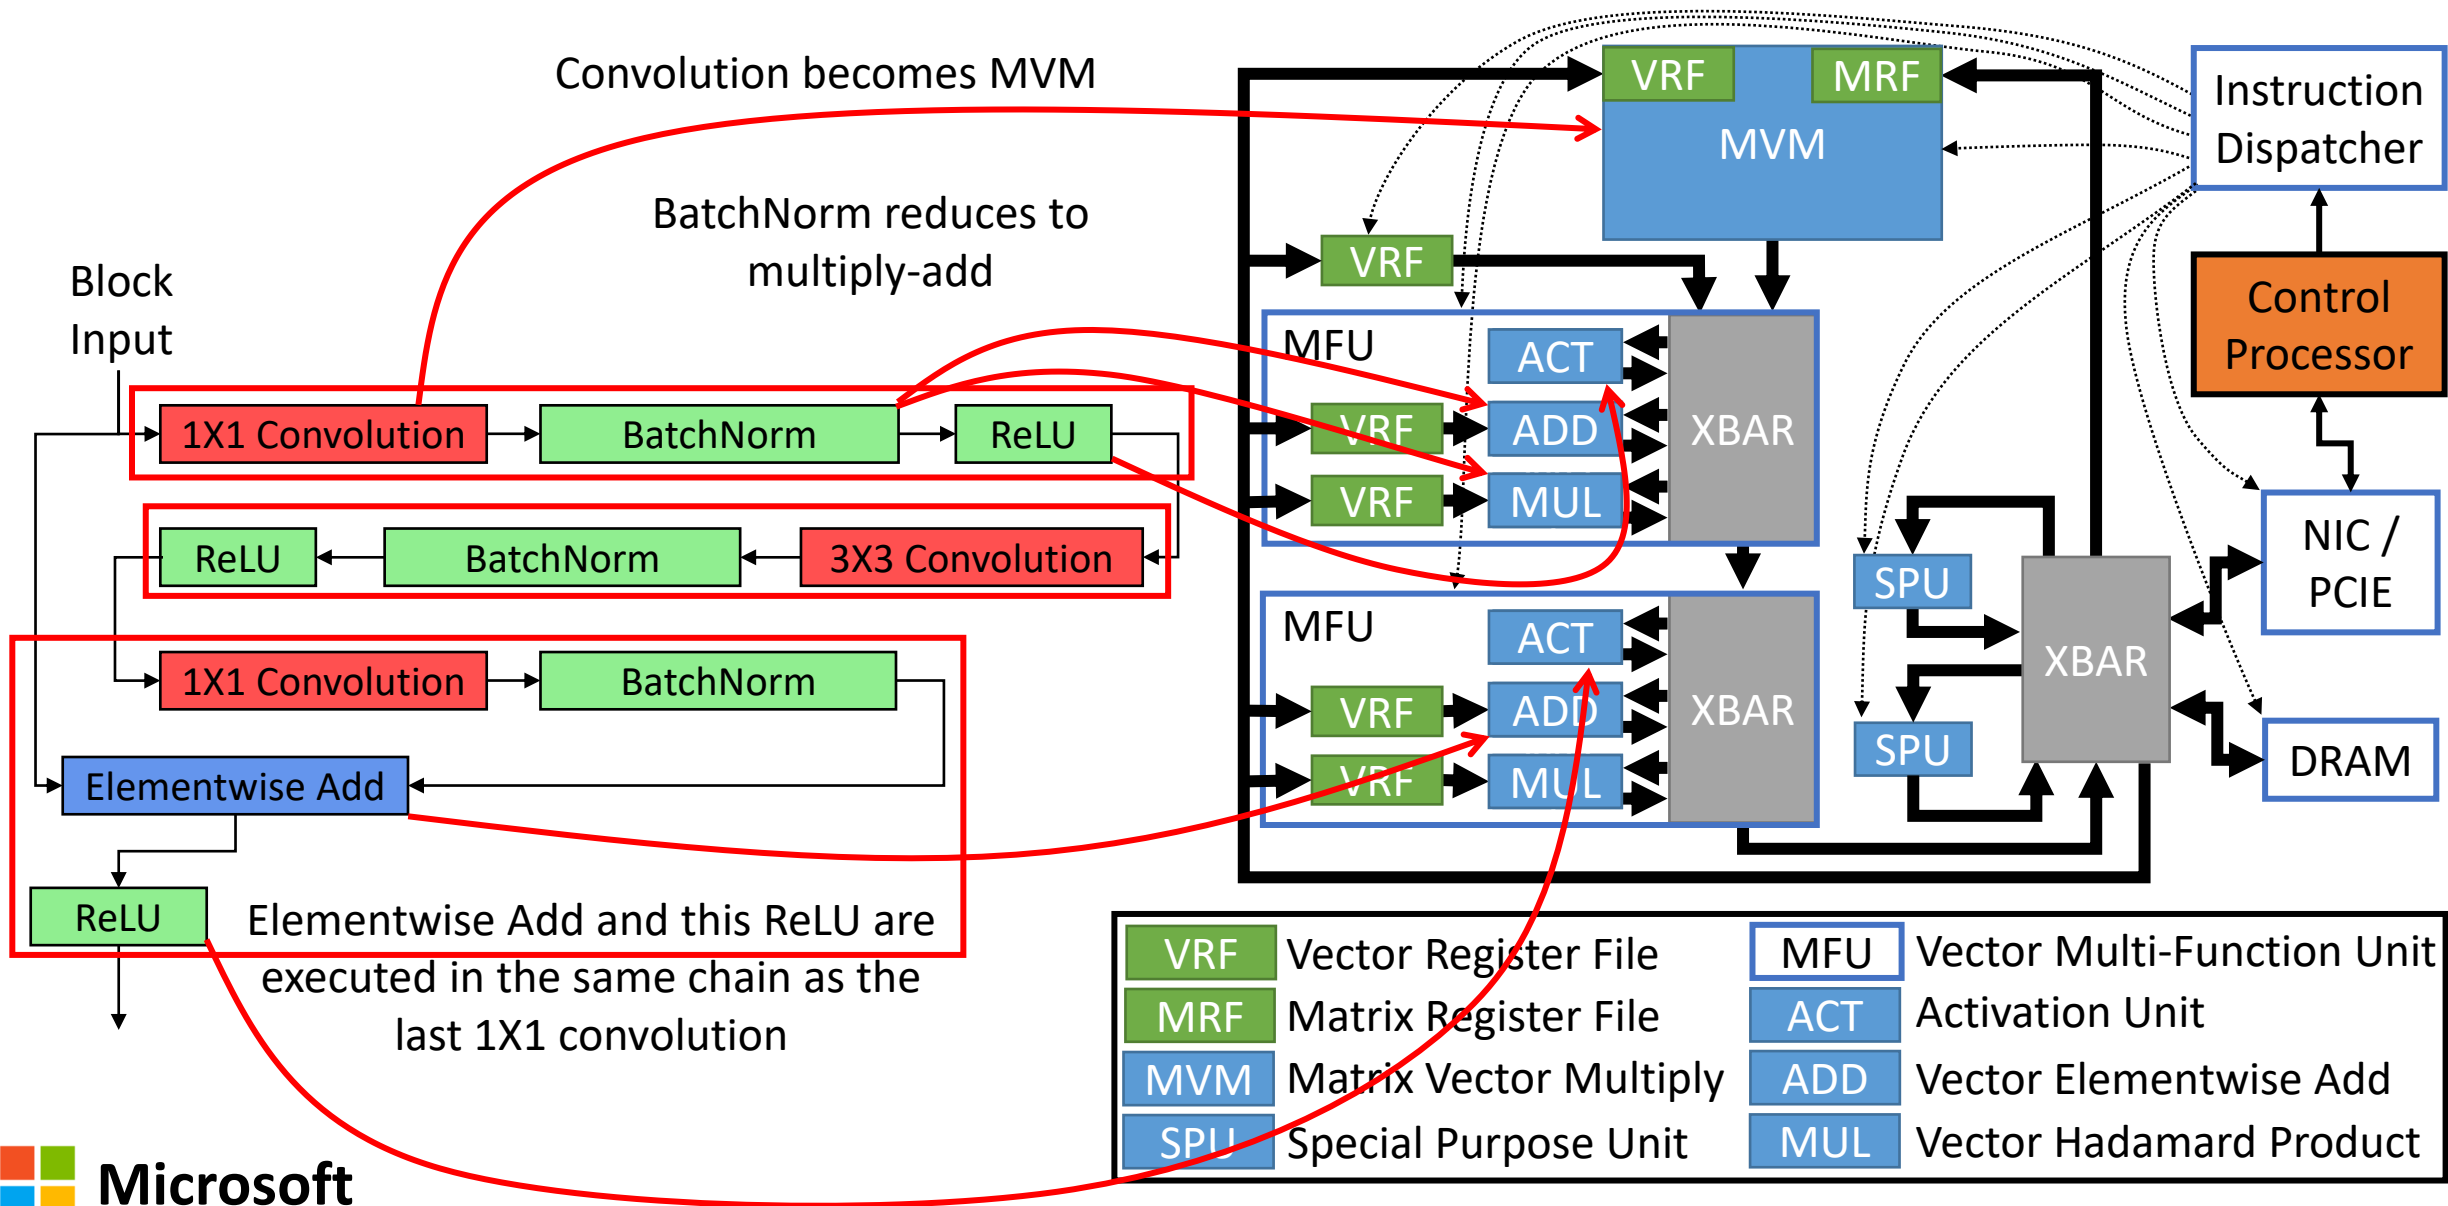 Convolution becomes MVM
BatchNorm reduces to
multiply-add
Block
Input
1X1 Convolution
BatchNorm
ReLU
ReLU
BatchNorm
3X3 Convolution
1X1 Convolution
BatchNorm
Elementwise Add
ReLU
Elementwise Add and this ReLU are
executed in the same chain as the
last 1X1 convolution
Microsoft
VRF
MRF
MVM
VRF
MFU
ACT
VRF
ADD
VRF
MUL
XBAR
MFU
ACT
VRF
ADD
VRF
MUL
XBAR
Instruction
Dispatcher
Control
Processor
NIC /
PCIE
SPU
XBAR
SPU
DRAM
VRF Vector Register File
MRF Matrix Register File
MVM Matrix Vector Multiply
SPU Special Purpose Unit
MFU Vector Multi-Function Unit
ACT Activation Unit
ADD Vector Elementwise Add
MUL Vector Hadamard Product